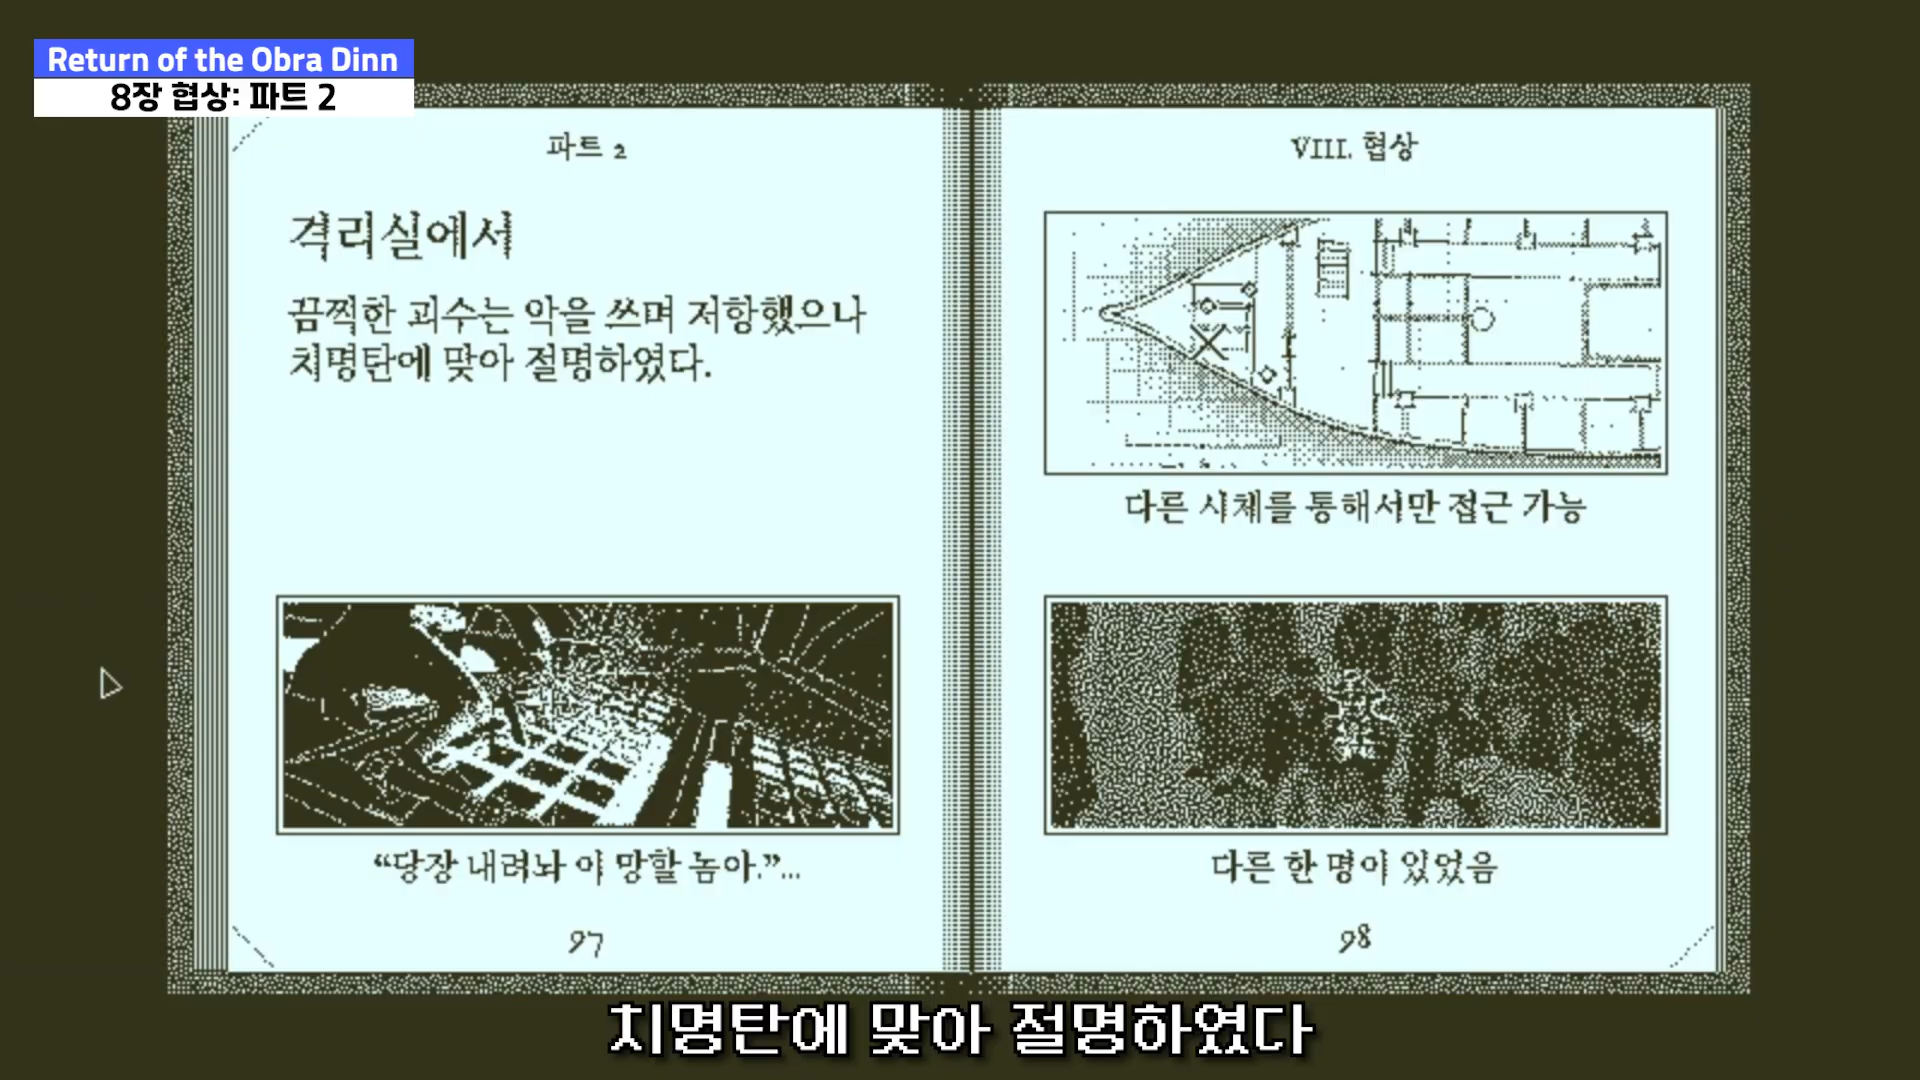 Return of the Obra Dinn
8장 협상: 파트 2
파트 2
격리실에서
끔찍한 괴수는 악을 쓰며 저항했으나
치명탄에 맞아 절명하였다.
“당장 내려놔 이 망할 놈아.”...
97
VIII. 협상
다른 시체를 통해서만 접근 가능
다른 한 명이 있었음
98
치명탄에 맞아 절명하였다